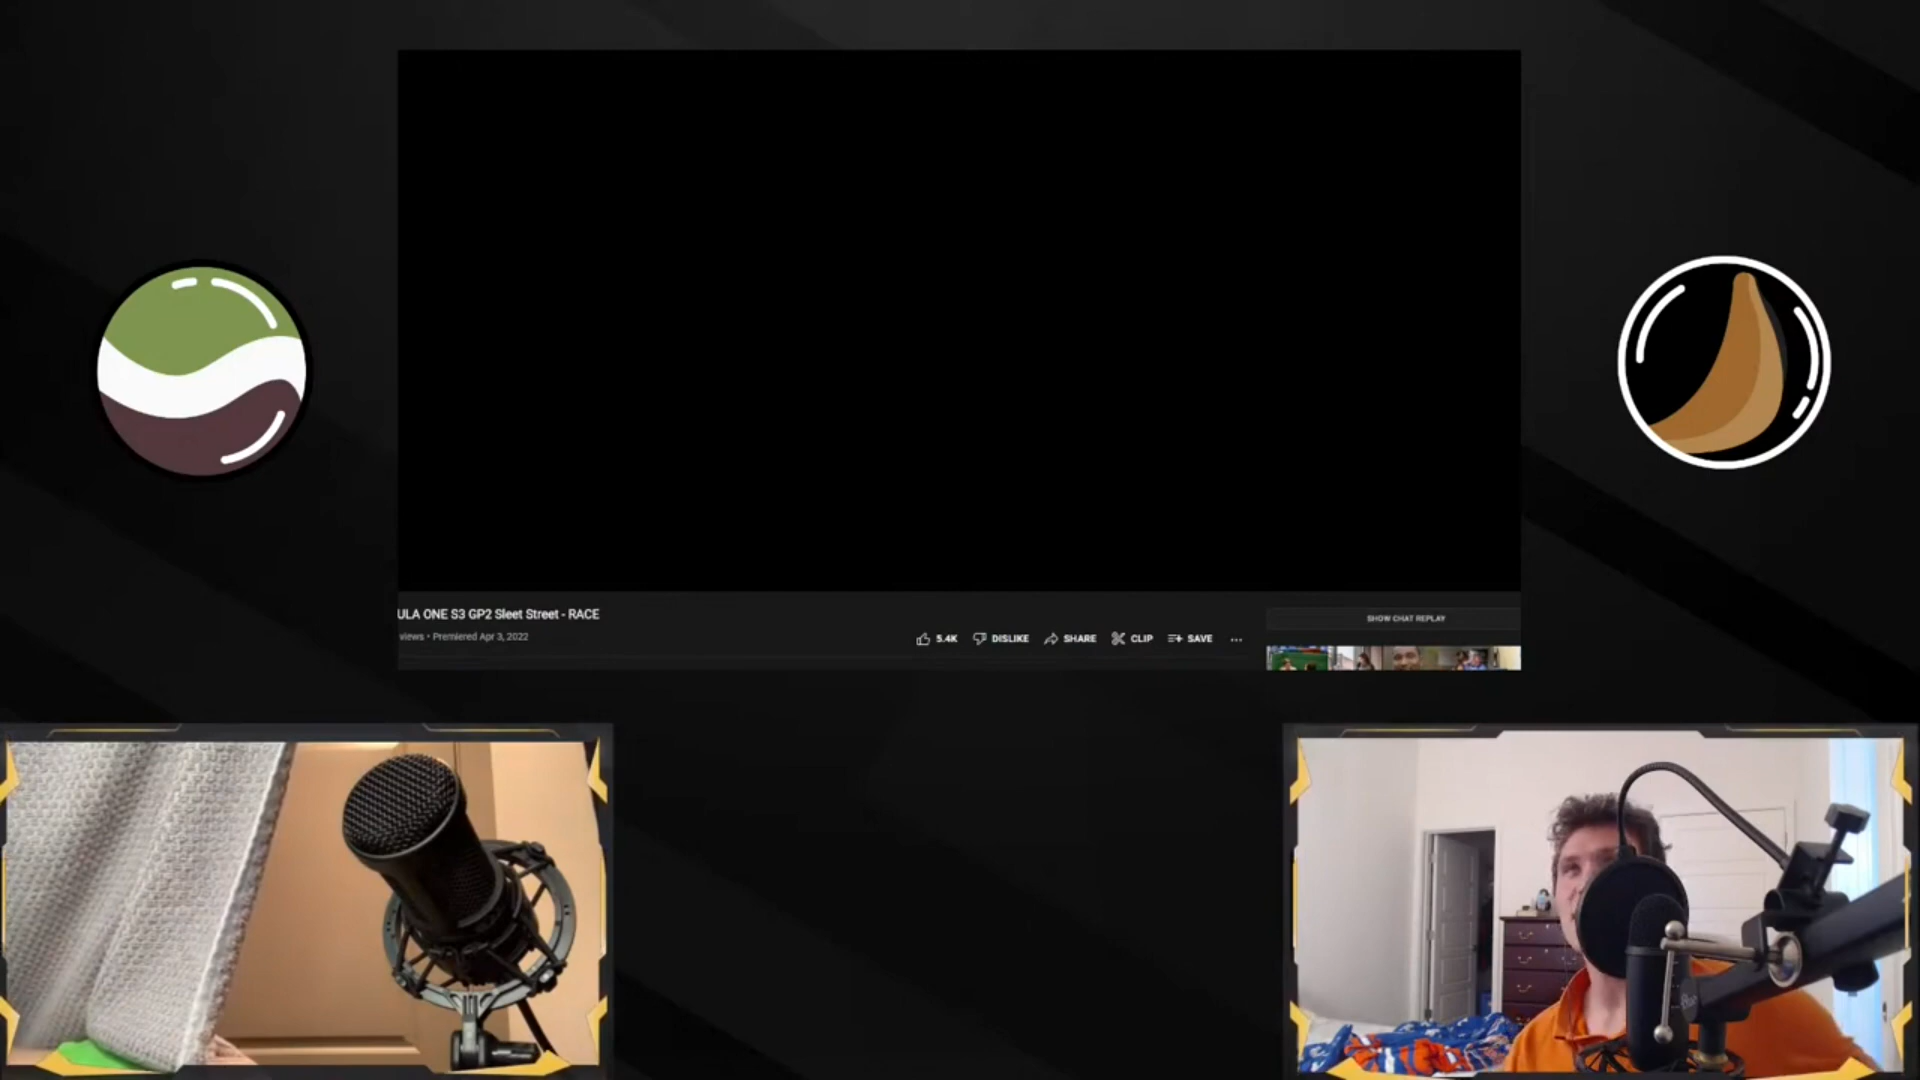 ULA ONE S3 GP2 Sleet Street - RACE
views • Premiered Apr 3, 2022
5.4K DISLIKE SHARE CLIP SAVE ...
SHOW CHAT REPLAY